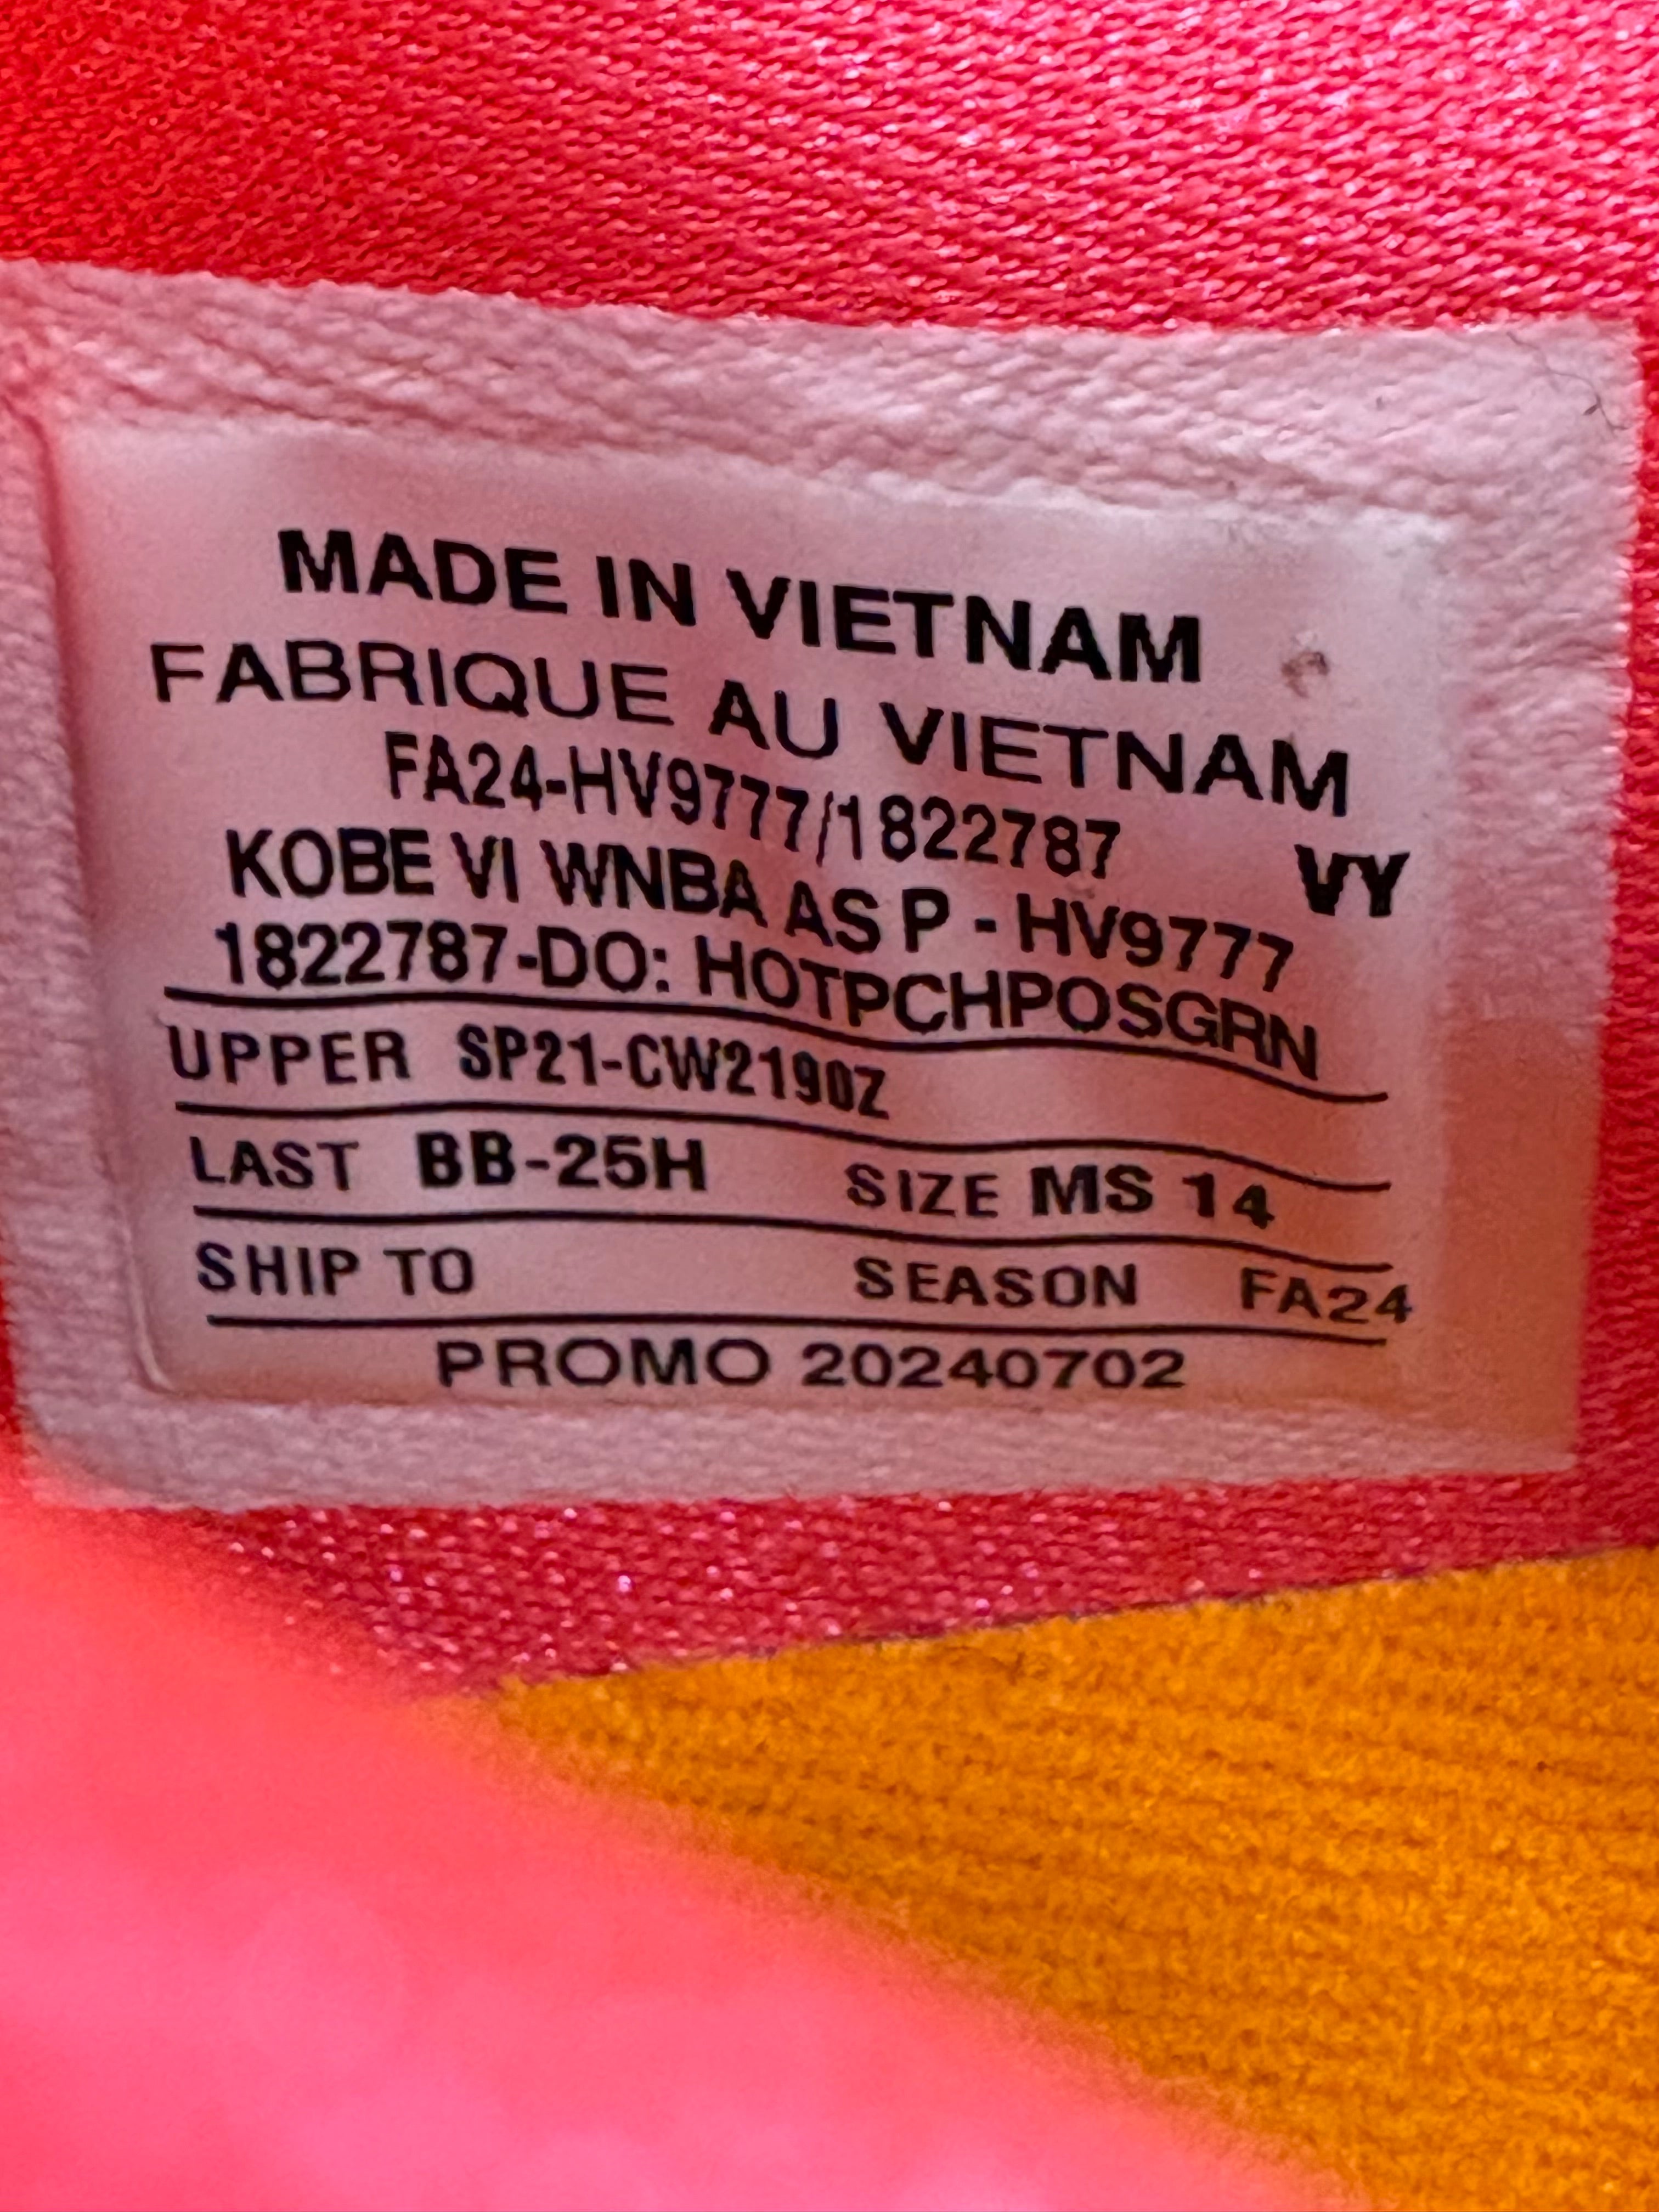 MADE IN VIETNAM
FABRIQUE AU VIETNAM
FA24-HV9777/1822787
VY
KOBE VI WNBA AS P - HV9777
1822787-DO: HOTPCHPOSGRN
UPPER SP21-CW2190Z
LAST BB-25H SIZE MS 14
SHIP TO SEASON FA24
PROMO 20240702